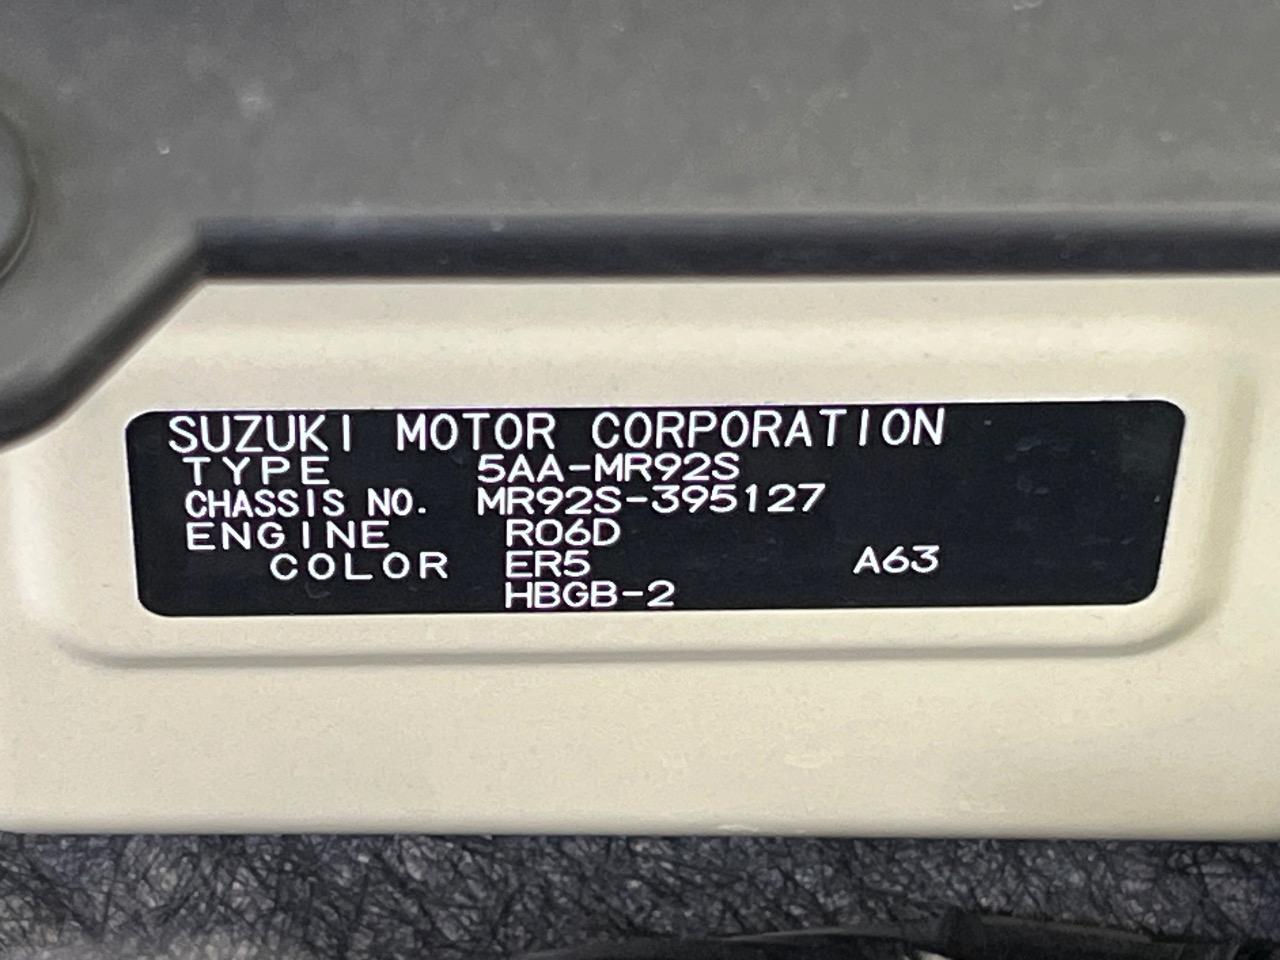 SUZUKI MOTOR CORPORATION
TYPE 5AA-MR92S
CHASSIS NO. MR92S-395127
ENGINE R06D
COLOR ER5 A63
HBGB-2